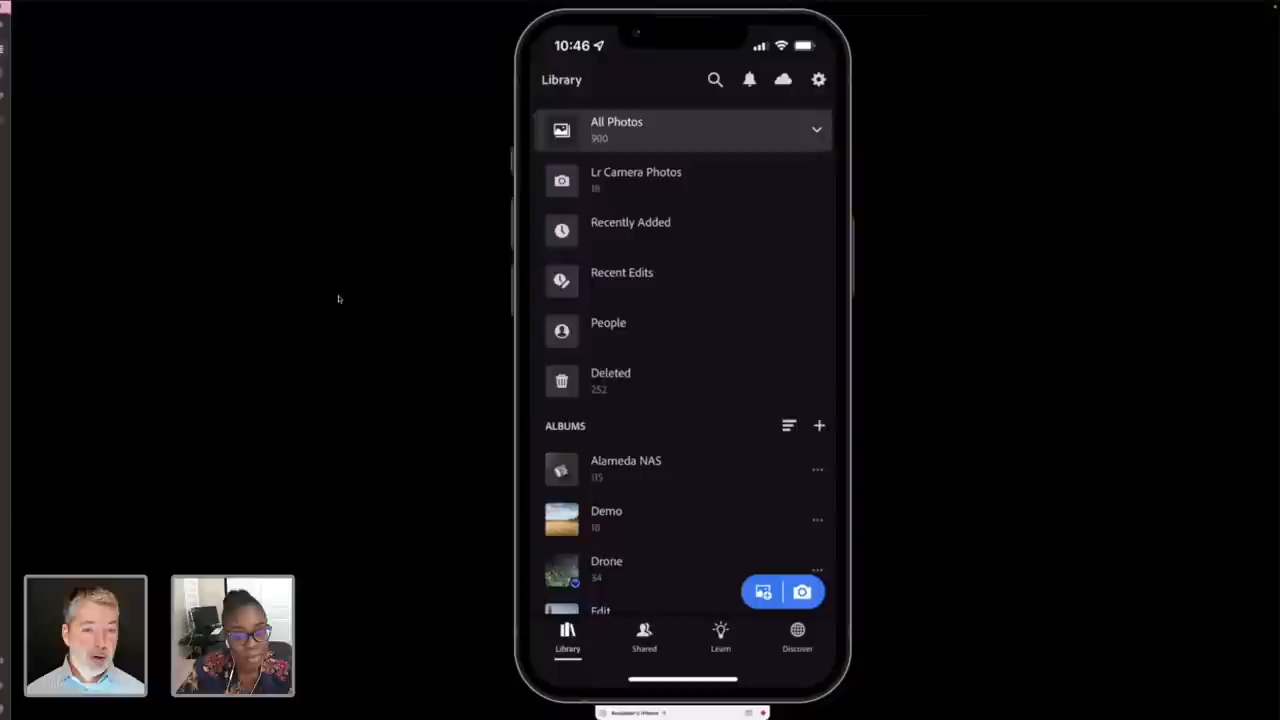 10:46
Library
All Photos
900
Lr Camera Photos
18
Recently Added
Recent Edits
People
Deleted
252
ALBUMS
Alameda NAS
115
Demo
18
Drone
34
Edit
Library
Shared
Learn
Discover